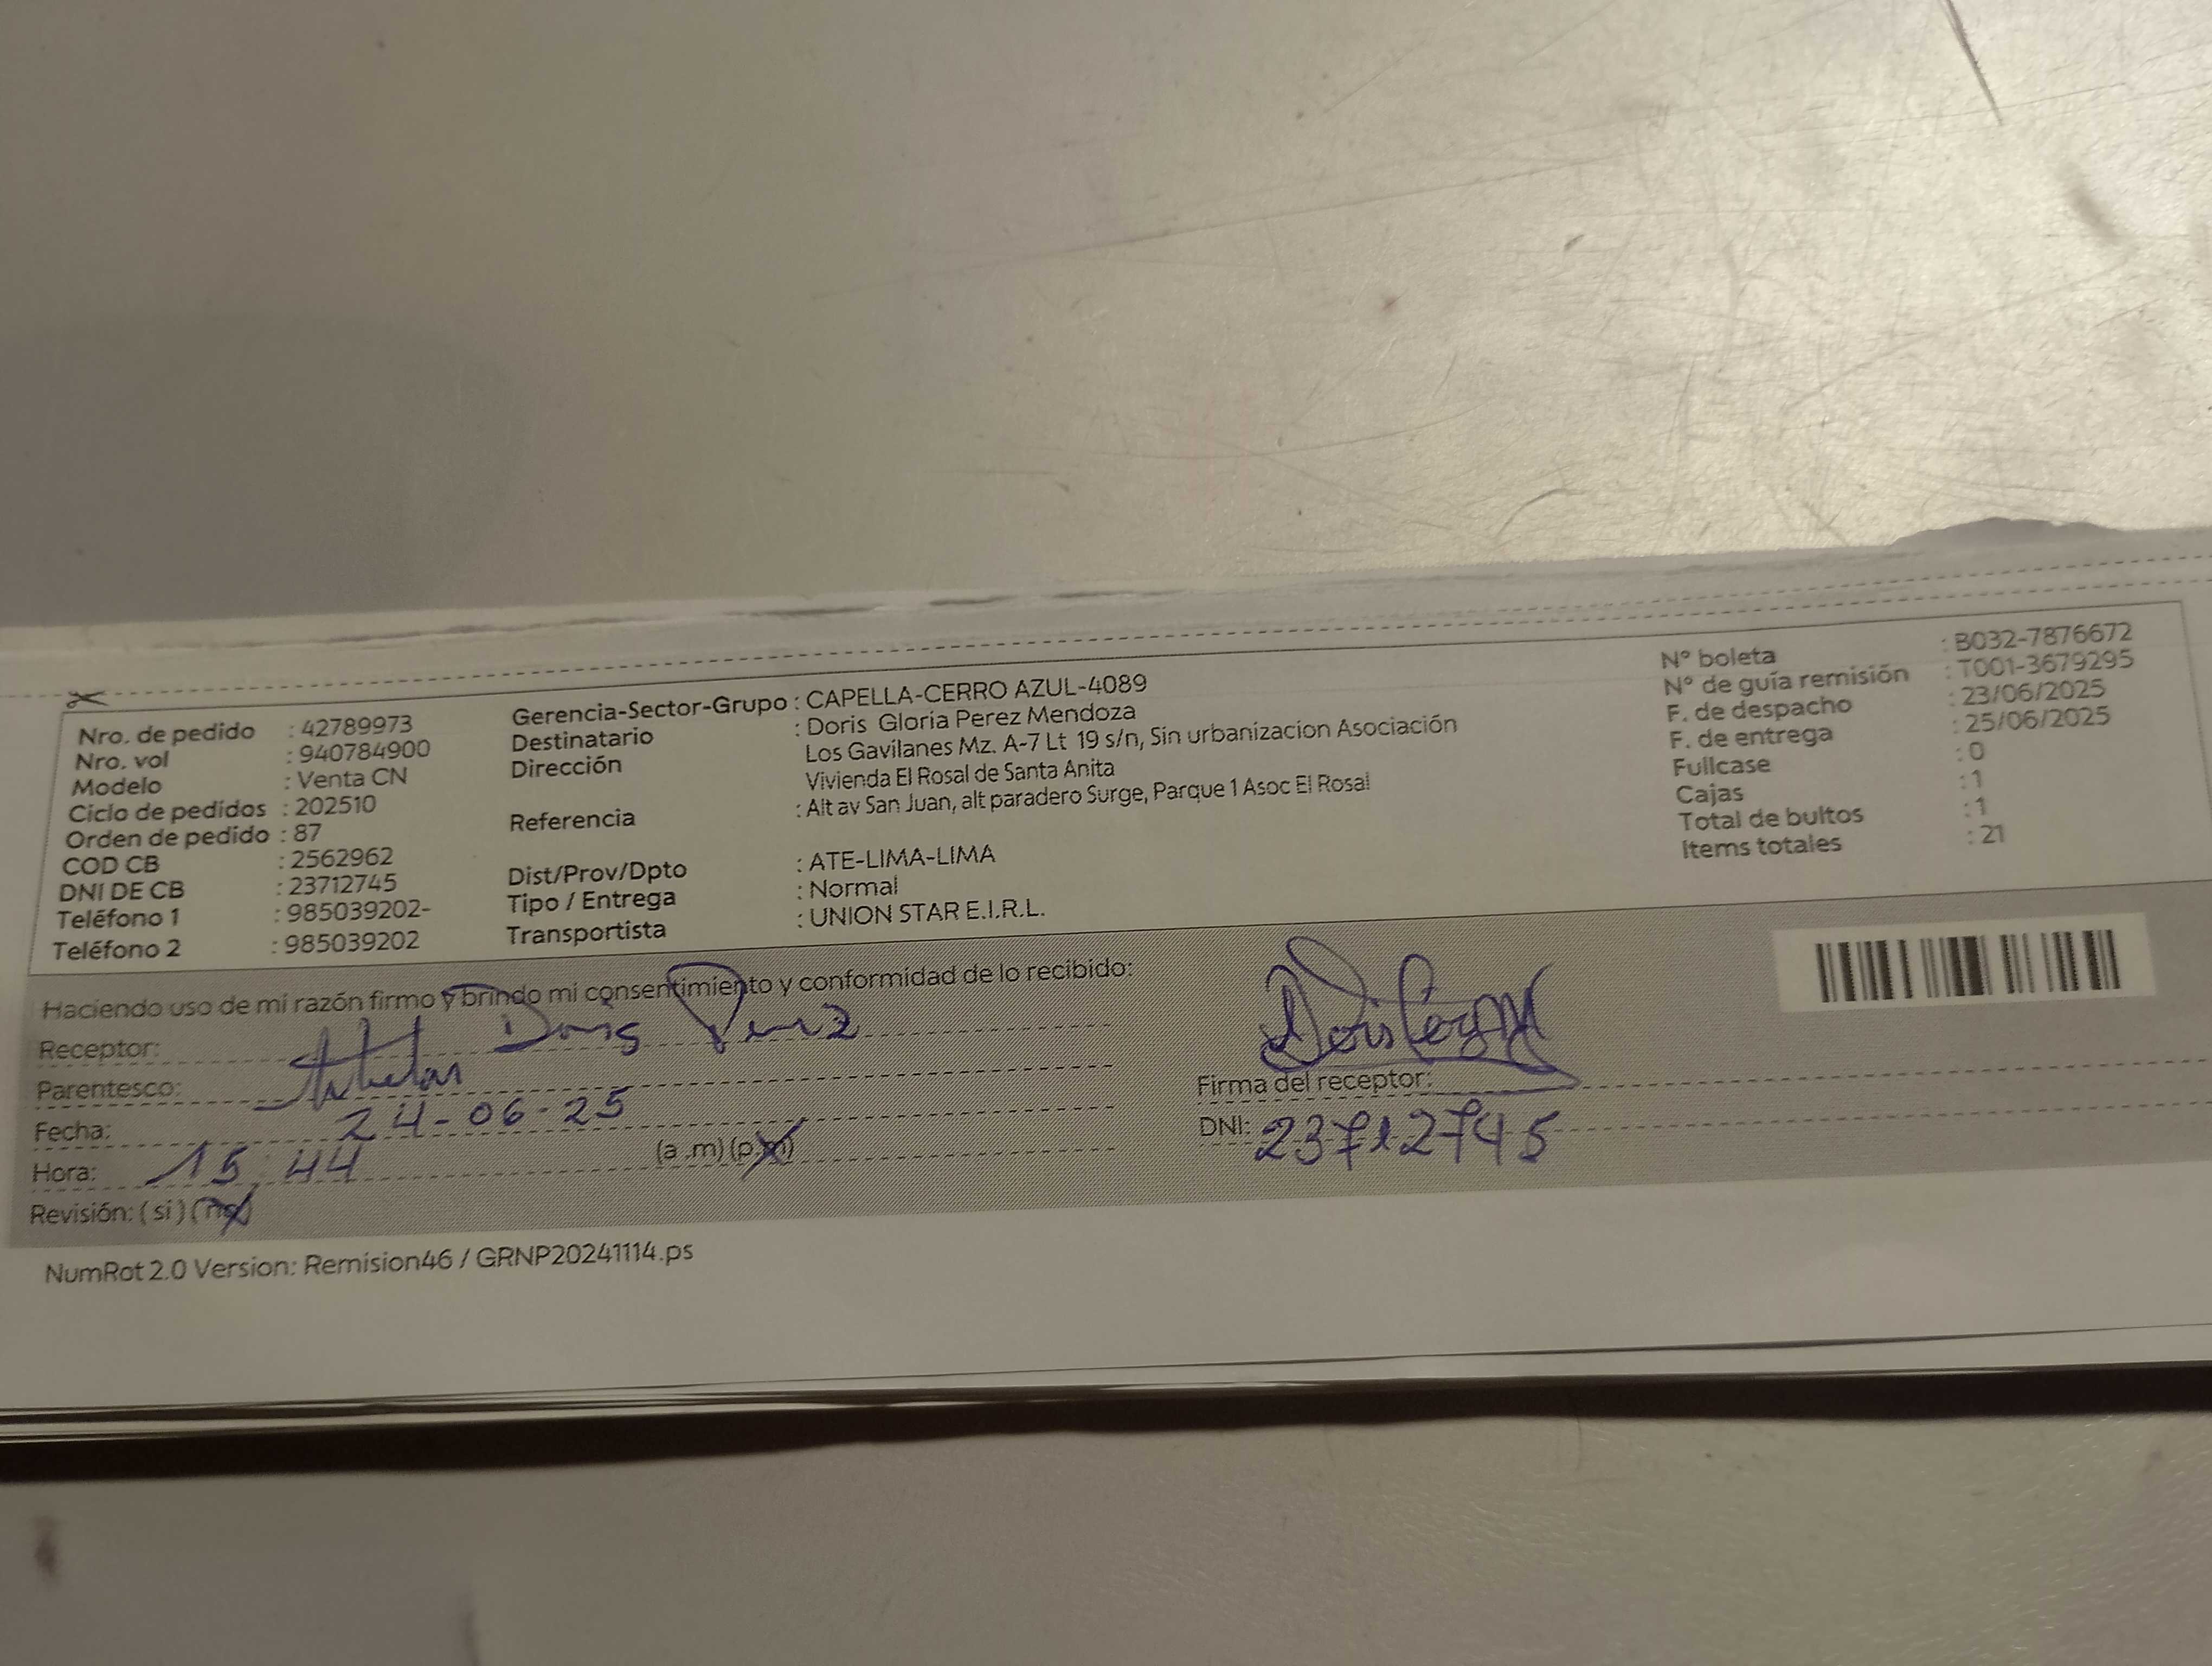 Nro. de pedido : 42789973
Nro. vol : 940784900
Modelo : Venta CN
Ciclo de pedidos : 202510
Orden de pedido : 87
COD CB : 2562962
DNI DE CB : 23712745
Teléfono 1 : 985039202-
Teléfono 2 : 985039202
Gerencia-Sector-Grupo : CAPELLA-CERRO AZUL-4089
Destinatario : Doris Gloria Perez Mendoza
Dirección Los Gavilanes Mz. A-7 Lt 19 s/n, Sin urbanizacion Asociación
Vivienda El Rosal de Santa Anita
Referencia : Alt av San Juan, alt paradero Surge, Parque 1 Asoc El Rosal
Dist/Prov/Dpto : ATE-LIMA-LIMA
Tipo / Entrega : Normal
Transportista : UNION STAR E.I.R.L.
N° boleta : B032-7876672
N° de guía remisión : T001-3679295
F. de despacho : 23/06/2025
F. de entrega : 25/06/2025
Fullcase : 0
Cajas : 1
Total de bultos : 1
Items totales : 21
Haciendo uso de mi razón firmo y brindo mi consentimiento y conformidad de lo recibido:
Receptor: Doris Perez
Parentesco:
Fecha: 24-06-25
Hora: 15:44 (a.m) (p.m)
Revisión: (si) (no)
Firma del receptor:
DNI: 23712745
NumRot 2.0 Version: Remision46 / GRNP20241114.ps